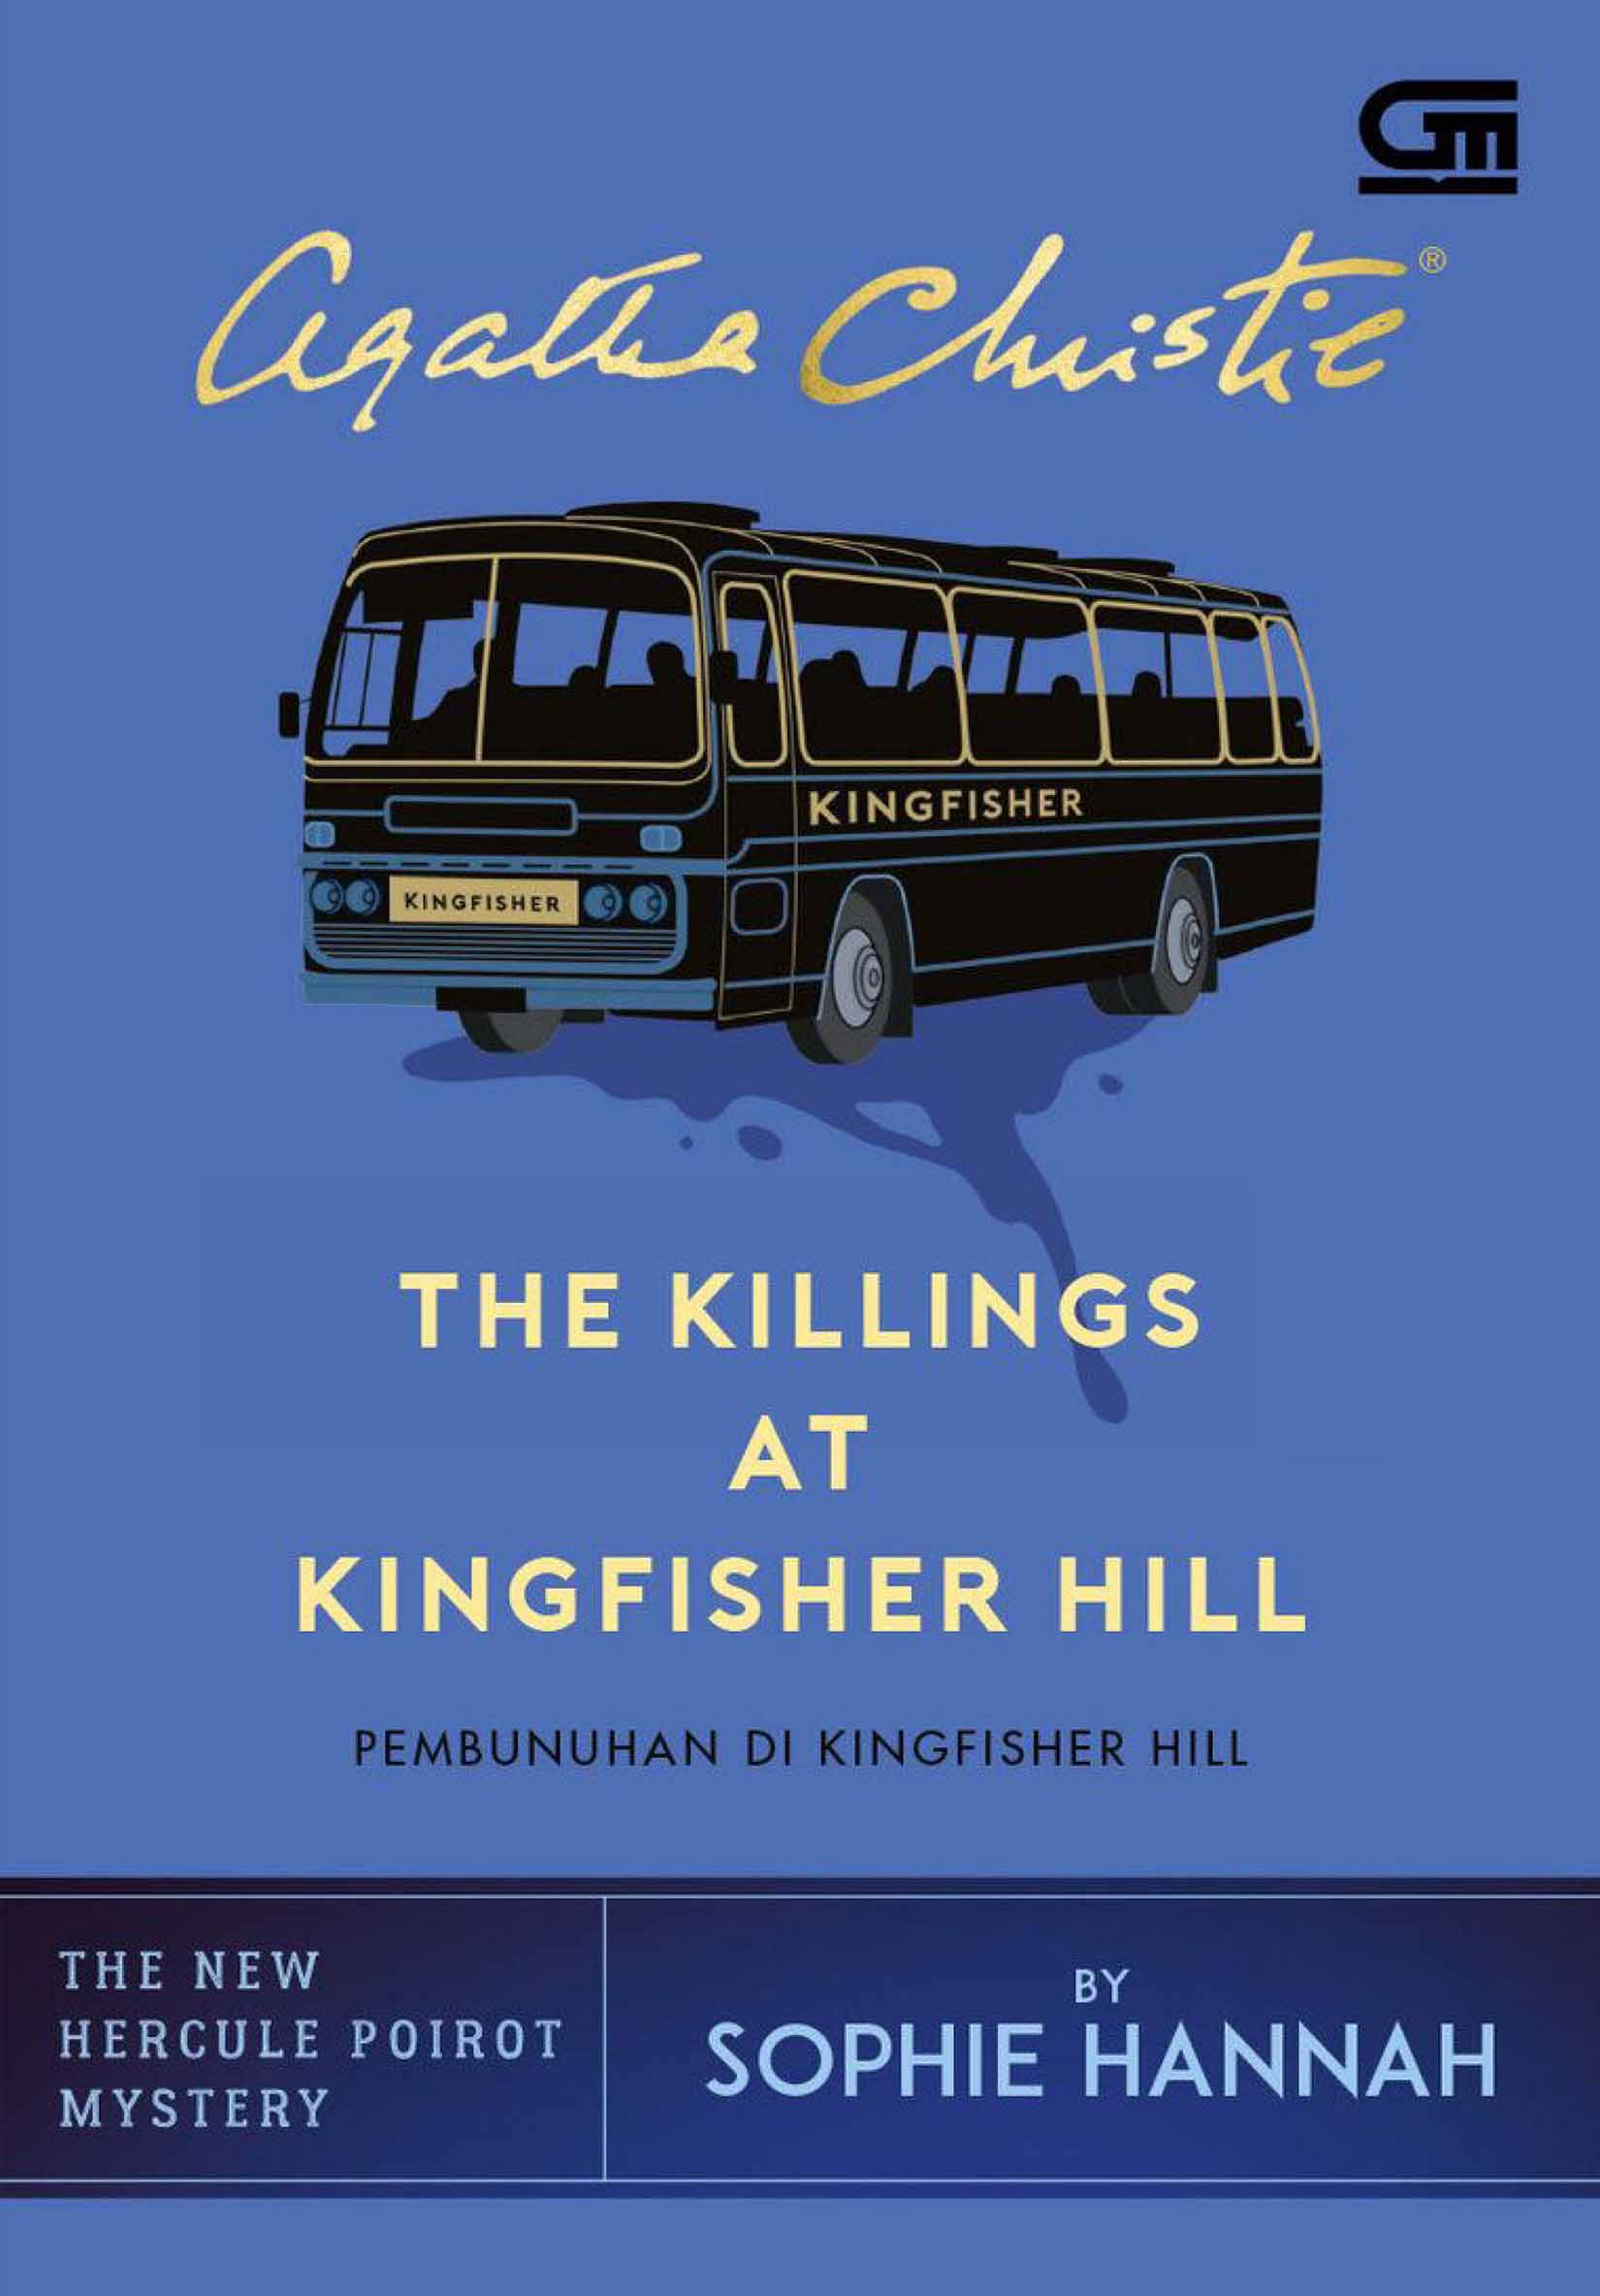 GM
Agatha Christie®
KINGFISHER
KINGFISHER
THE KILLINGS
AT
KINGFISHER HILL
PEMBUNUHAN DI KINGFISHER HILL
THE NEW
HERCULE POIROT
MYSTERY
BY
SOPHIE HANNAH